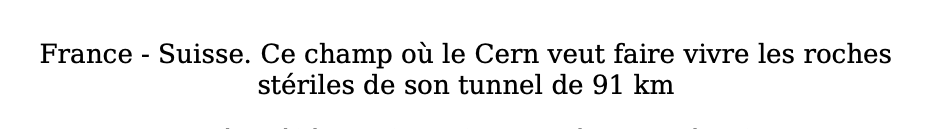 France - Suisse. Ce champ où le Cern veut faire vivre les roches
stériles de son tunnel de 91 km